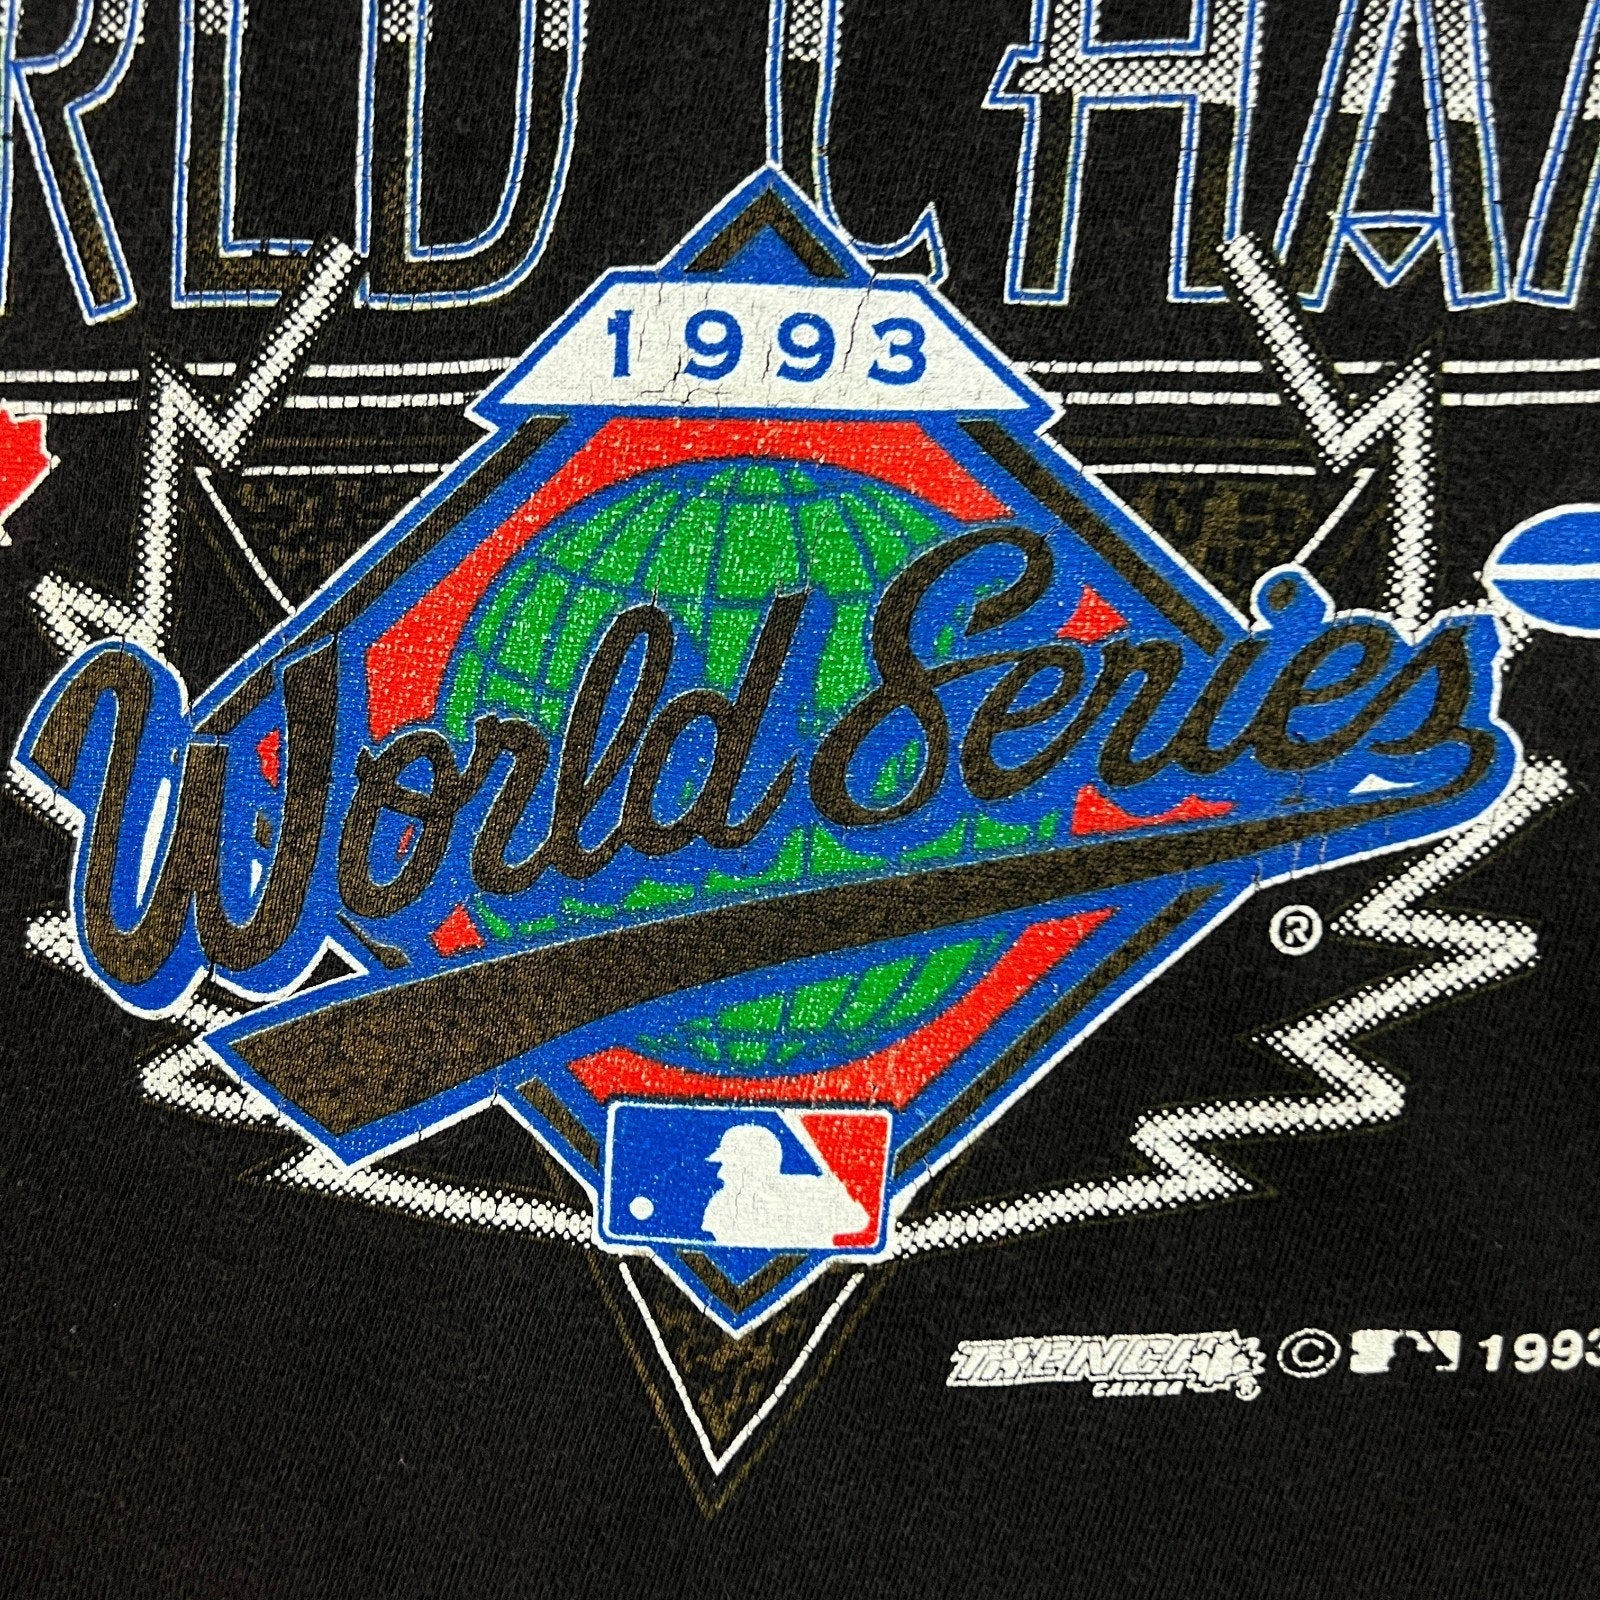 RLD CHA
1993
World Series
®
TRENCH CANADA ® © 1993